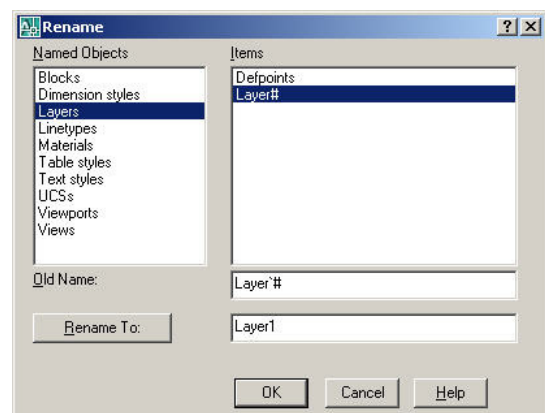 Rename
Named Objects
Blocks
Dimension styles
Layers
Linetypes
Materials
Table styles
Text styles
UCSs
Viewports
Views
Items
Defpoints
Layer#
Old Name:
Layer`#
Rename To:
Layer1
OK
Cancel
Help